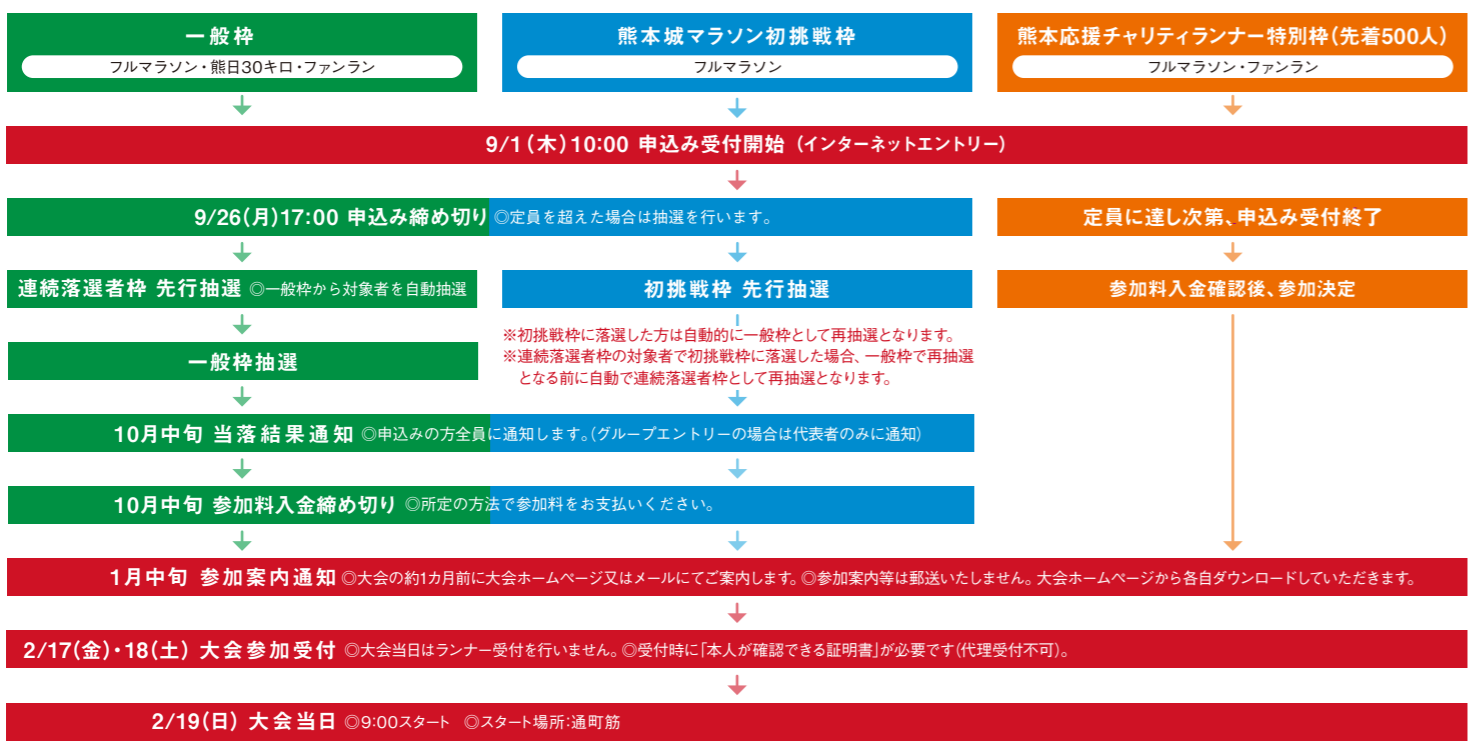 一般枠
フルマラソン・熊日30キロ・ファンラン
熊本城マラソン初挑戦枠
フルマラソン
熊本応援チャリティランナー特別枠(先着500人)
フルマラソン・ファンラン
9/1(木)10:00 申込み受付開始 (インターネットエントリー)
9/26(月)17:00 申込み締め切り ◎定員を超えた場合は抽選を行います。
定員に達し次第、申込み受付終了
連続落選者枠 先行抽選 ◎一般枠から対象者を自動抽選
初挑戦枠 先行抽選
参加料入金確認後、参加決定
※初挑戦枠に落選した方は自動的に一般枠として再抽選となります。
※連続落選者枠の対象者で初挑戦枠に落選した場合、一般枠で再抽選
となる前に自動で連続落選者枠として再抽選となります。
一般枠抽選
10月中旬 当落結果通知 ◎申込みの方全員に通知します。(グループエントリーの場合は代表者のみに通知)
10月中旬 参加料入金締め切り ◎所定の方法で参加料をお支払いください。
1月中旬 参加案内通知 ◎大会の約1カ月前に大会ホームページ又はメールにてご案内します。◎参加案内等は郵送いたしません。大会ホームページから各自ダウンロードしていただきます。
2/17(金)・18(土) 大会参加受付 ◎大会当日はランナー受付を行いません。◎受付時に「本人が確認できる証明書」が必要です(代理受付不可)。
2/19(日) 大会当日 ◎9:00スタート ◎スタート場所:通町筋